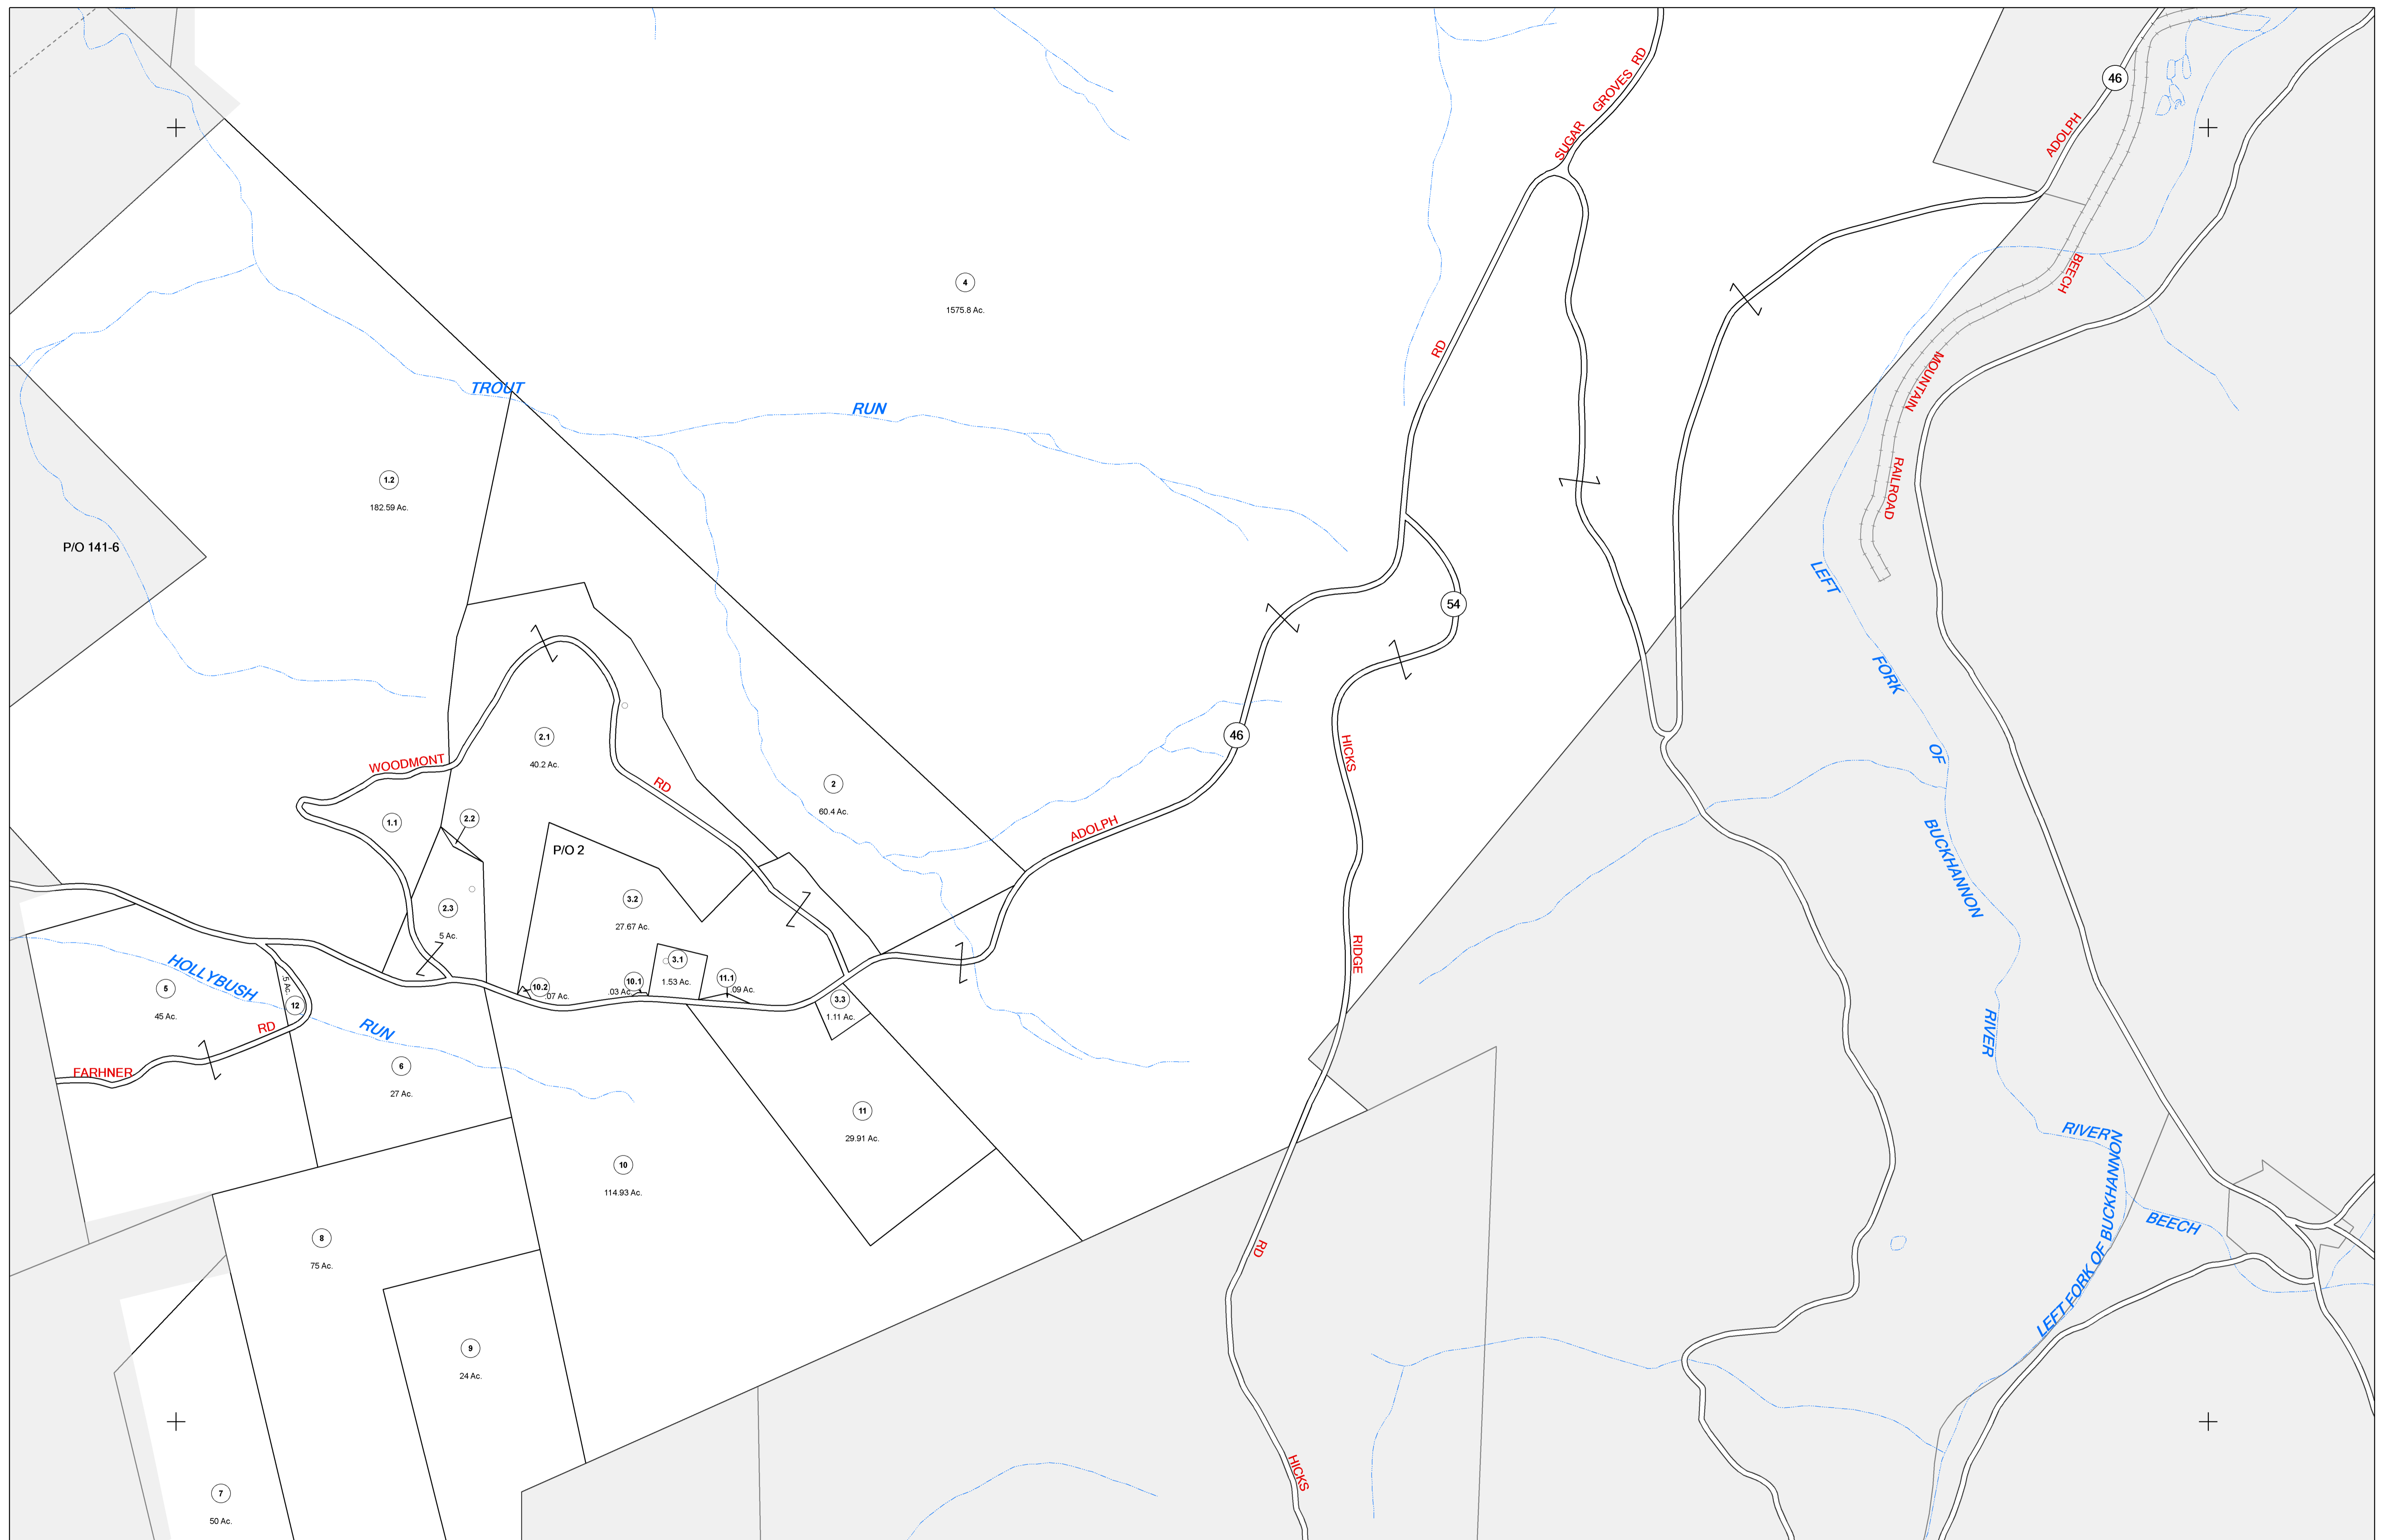 SUGAR GROVES RD
46
ADOLPH
4
1575.8 Ac.
BEECH
MOUNTAIN
RAILROAD
RD
TROUT
RUN
1.2
182.59 Ac.
P/O 141-6
54
LEFT
FORK
OF
BUCKHANNON
RIVER
2.1
40.2 Ac.
WOODMONT
RD
2
60.4 Ac.
46
ADOLPH
HICKS
RIDGE
RD
HICKS
1.1
2.2
P/O 2
2.3
5 Ac.
3.2
27.67 Ac.
3.1
1.53 Ac.
10.2
.07 Ac.
10.1
.03 Ac.
11.1
.09 Ac.
3.3
1.11 Ac.
HOLLYBUSH
RUN
5
45 Ac.
.5 Ac.
12
RD
FARHNER
6
27 Ac.
11
29.91 Ac.
10
114.93 Ac.
RIVER
LEFT FORK OF BUCKHANNON
BEECH
8
75 Ac.
9
24 Ac.
7
50 Ac.